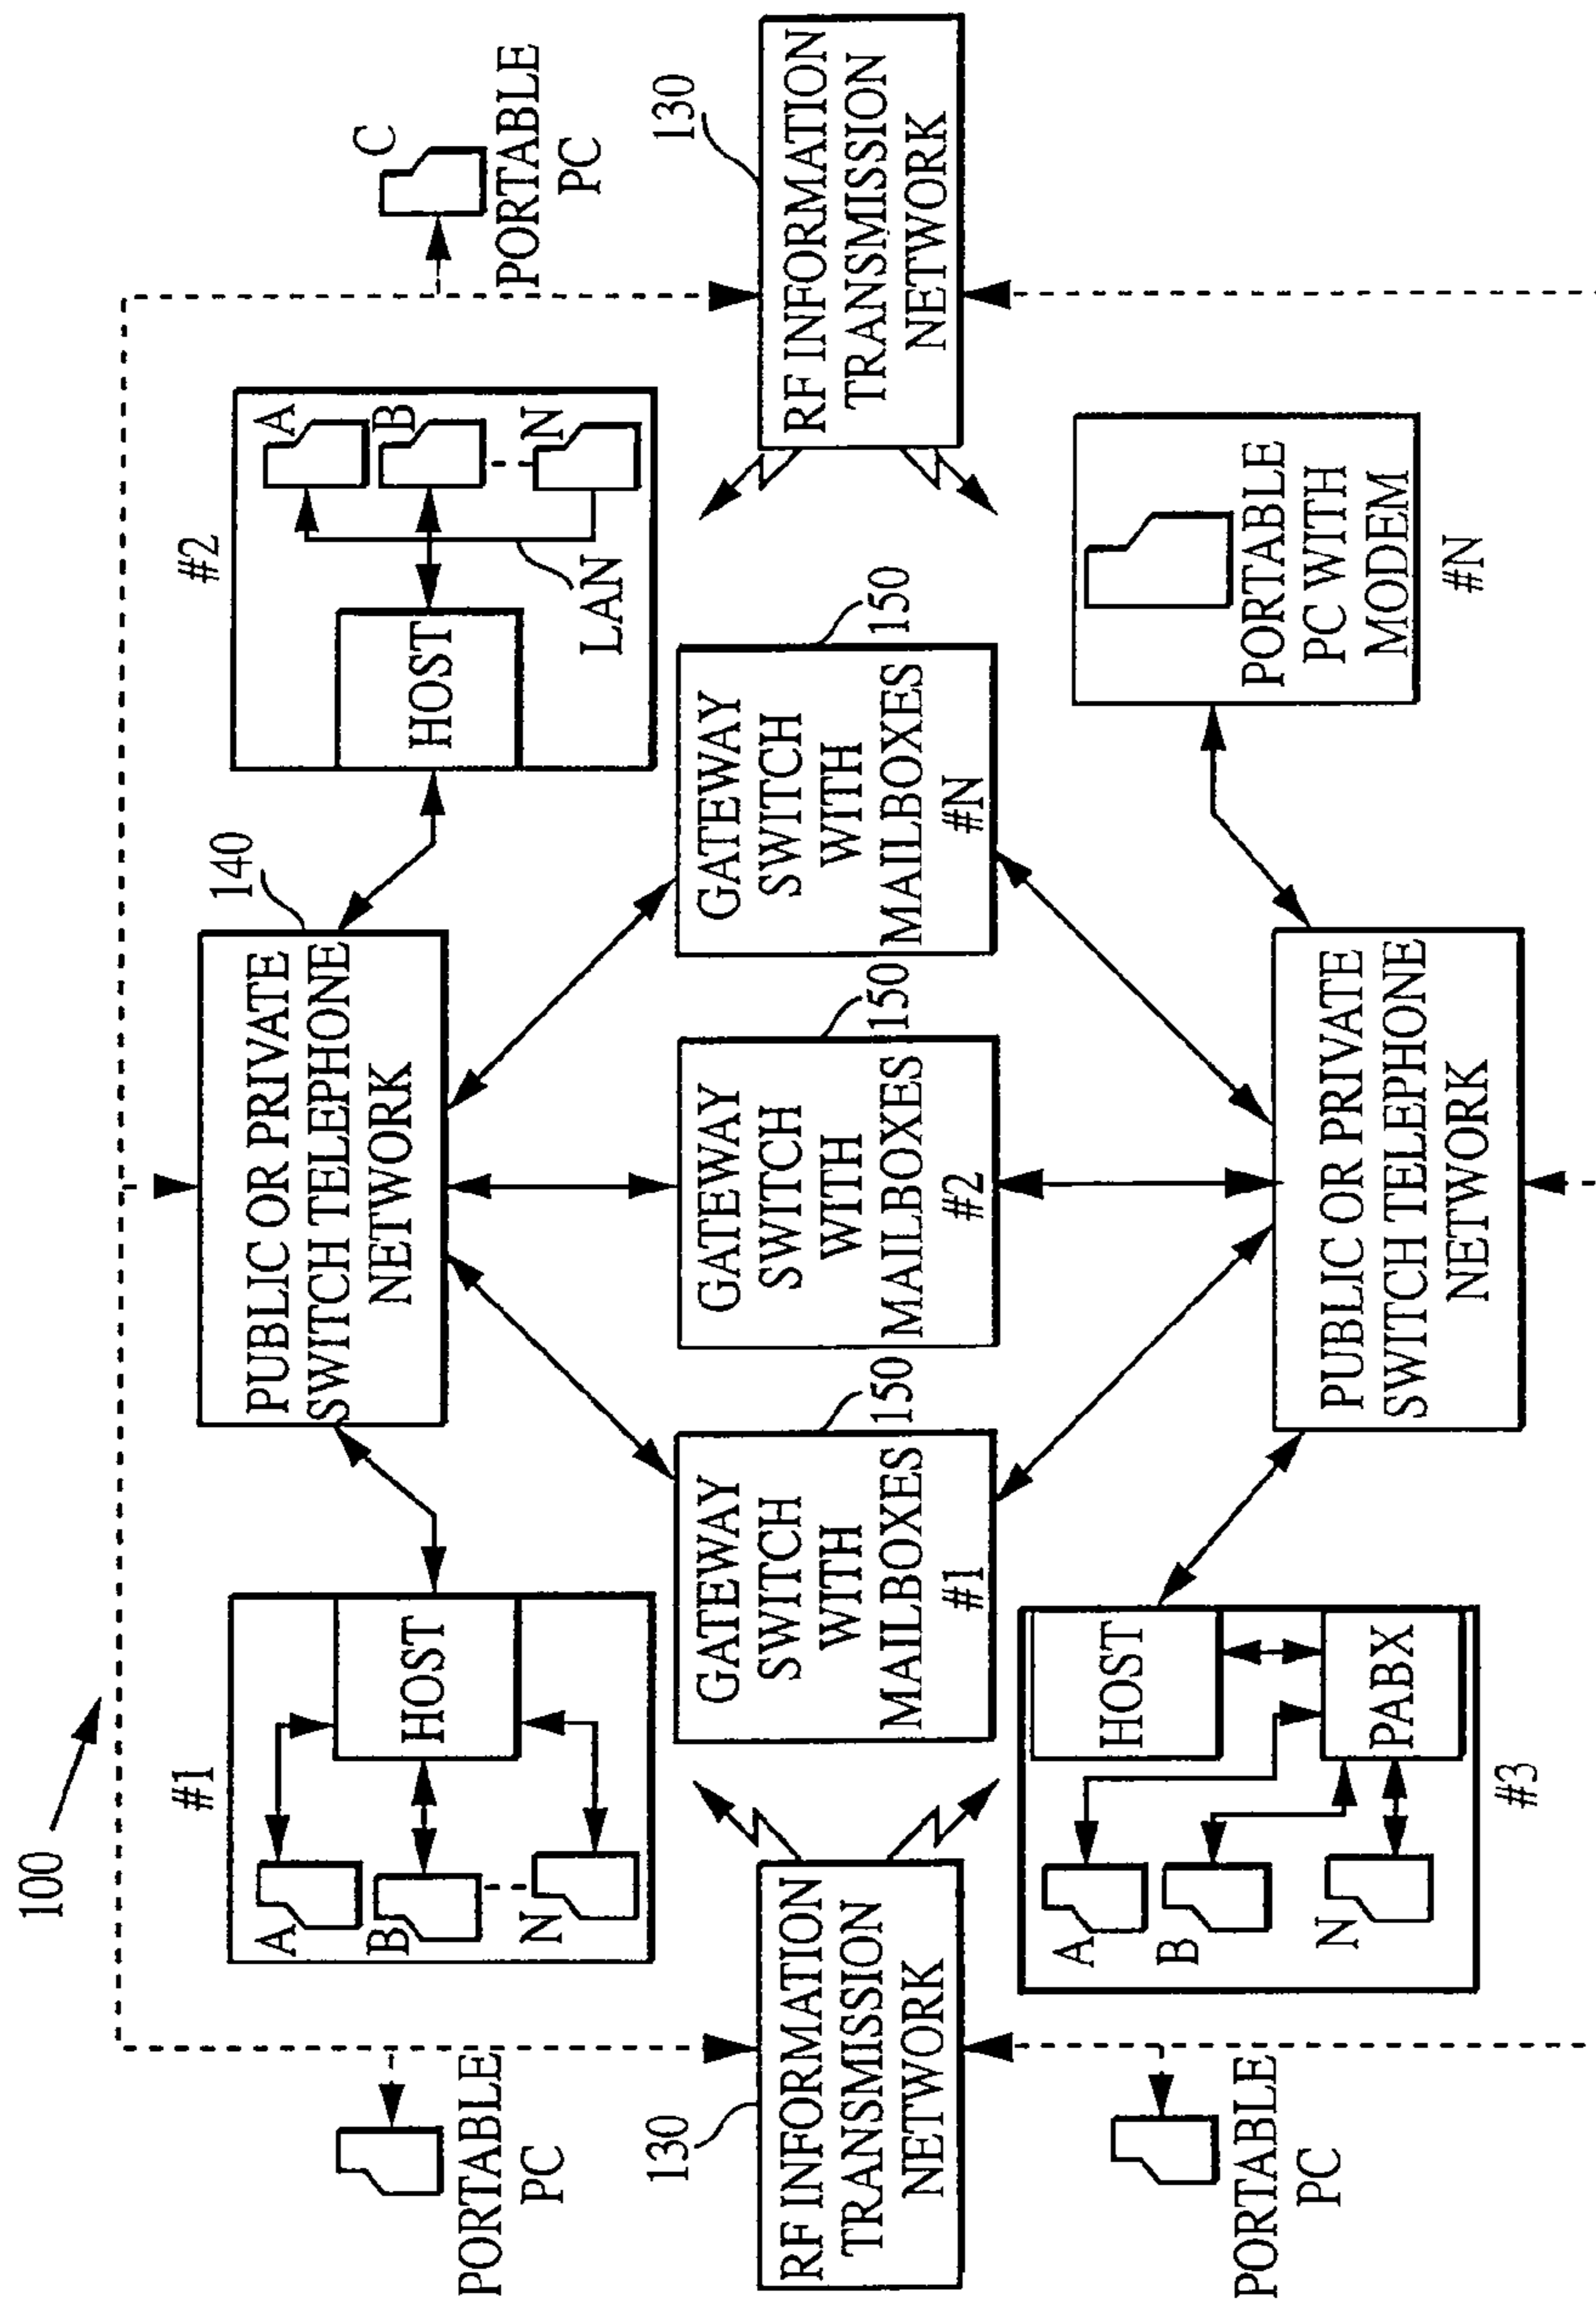 100
#1
A
B
N
HOST
PUBLIC OR PRIVATE
SWITCH TELEPHONE
NETWORK
140
#2
HOST
A
B
N
LAN
C
PORTABLE
PC
PORTABLE
PC
130
RF INFORMATION
TRANSMISSION
NETWORK
GATEWAY
SWITCH
WITH
MAILBOXES
#1
150
GATEWAY
SWITCH
WITH
MAILBOXES
#2
150
GATEWAY
SWITCH
WITH
MAILBOXES
#N
150
130
RF INFORMATION
TRANSMISSION
NETWORK
PORTABLE
PC
A
B
N
HOST
PABX
#3
PUBLIC OR PRIVATE
SWITCH TELEPHONE
NETWORK
PORTABLE
PC WITH
MODEM
#N